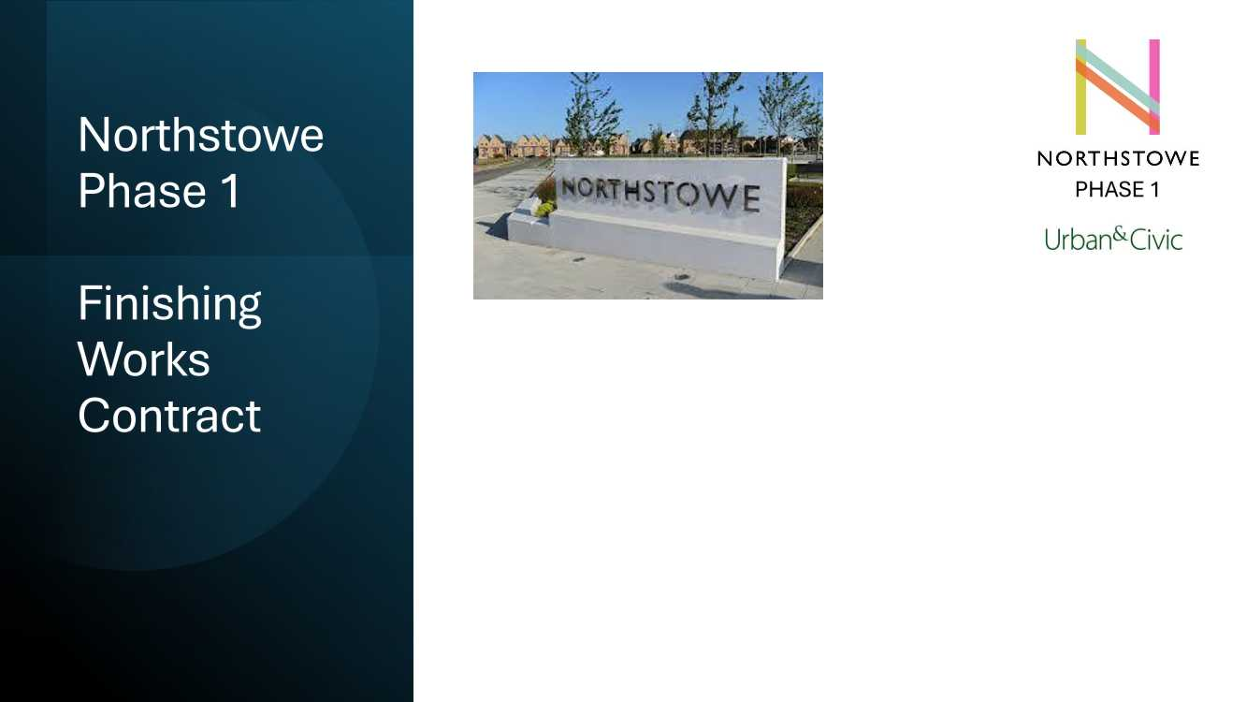 Northstowe
Phase 1
Finishing
Works
Contract
NORTHSTOWE
NORTHSTOWE
PHASE 1
Urban&Civic